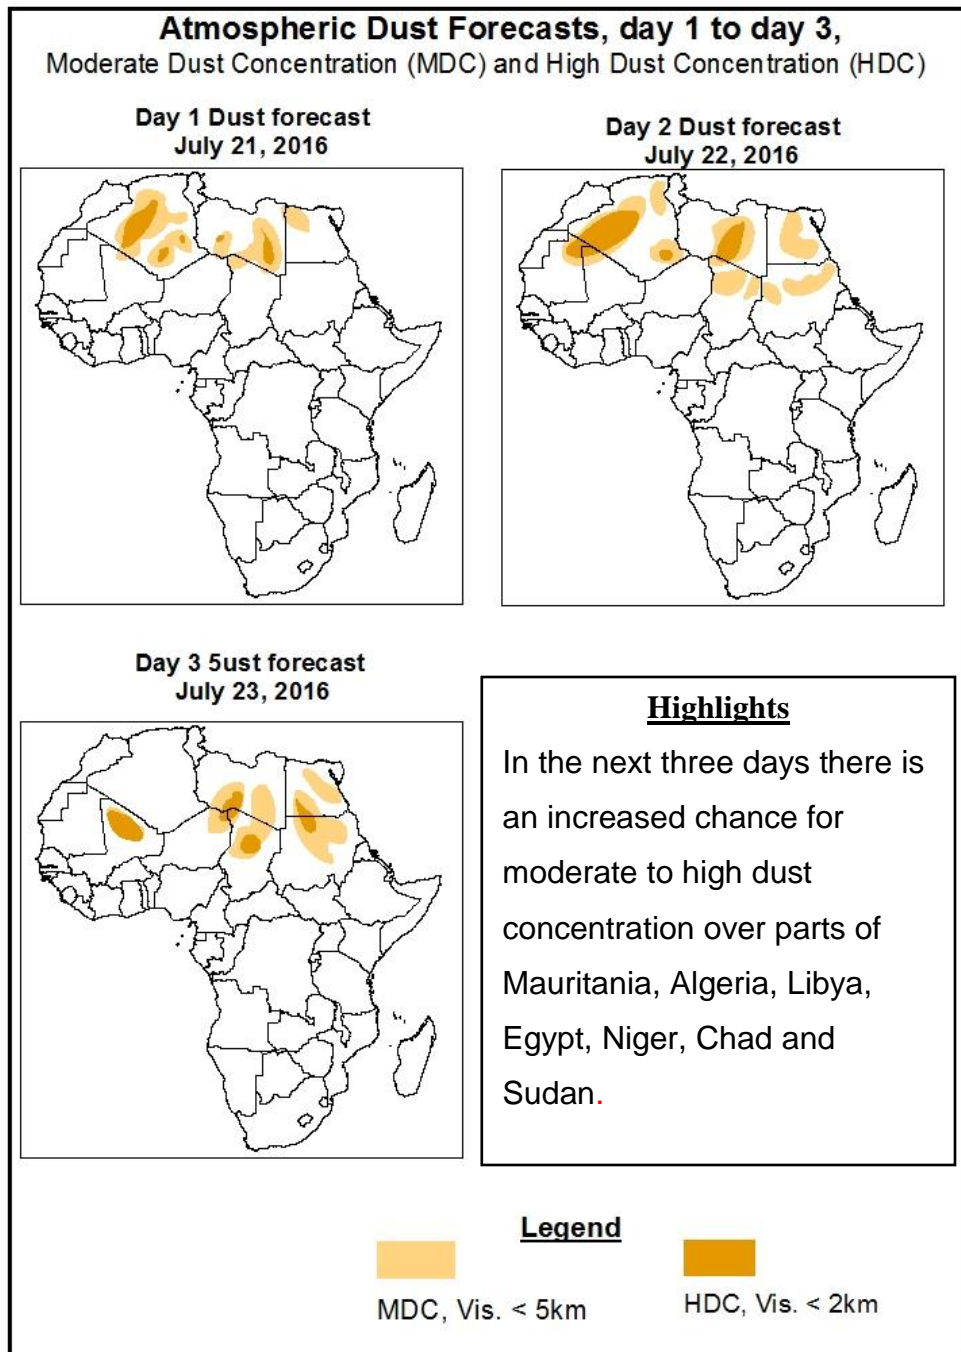 Atmospheric Dust Forecasts, day 1 to day 3,
Moderate Dust Concentration (MDC) and High Dust Concentration (HDC)
Day 1 Dust forecast
July 21, 2016
Day 2 Dust forecast
July 22, 2016
Day 3 5ust forecast
July 23, 2016
Highlights
In the next three days there is
an increased chance for
moderate to high dust
concentration over parts of
Mauritania, Algeria, Libya,
Egypt, Niger, Chad and
Sudan.
Legend
MDC, Vis. < 5km
HDC, Vis. < 2km